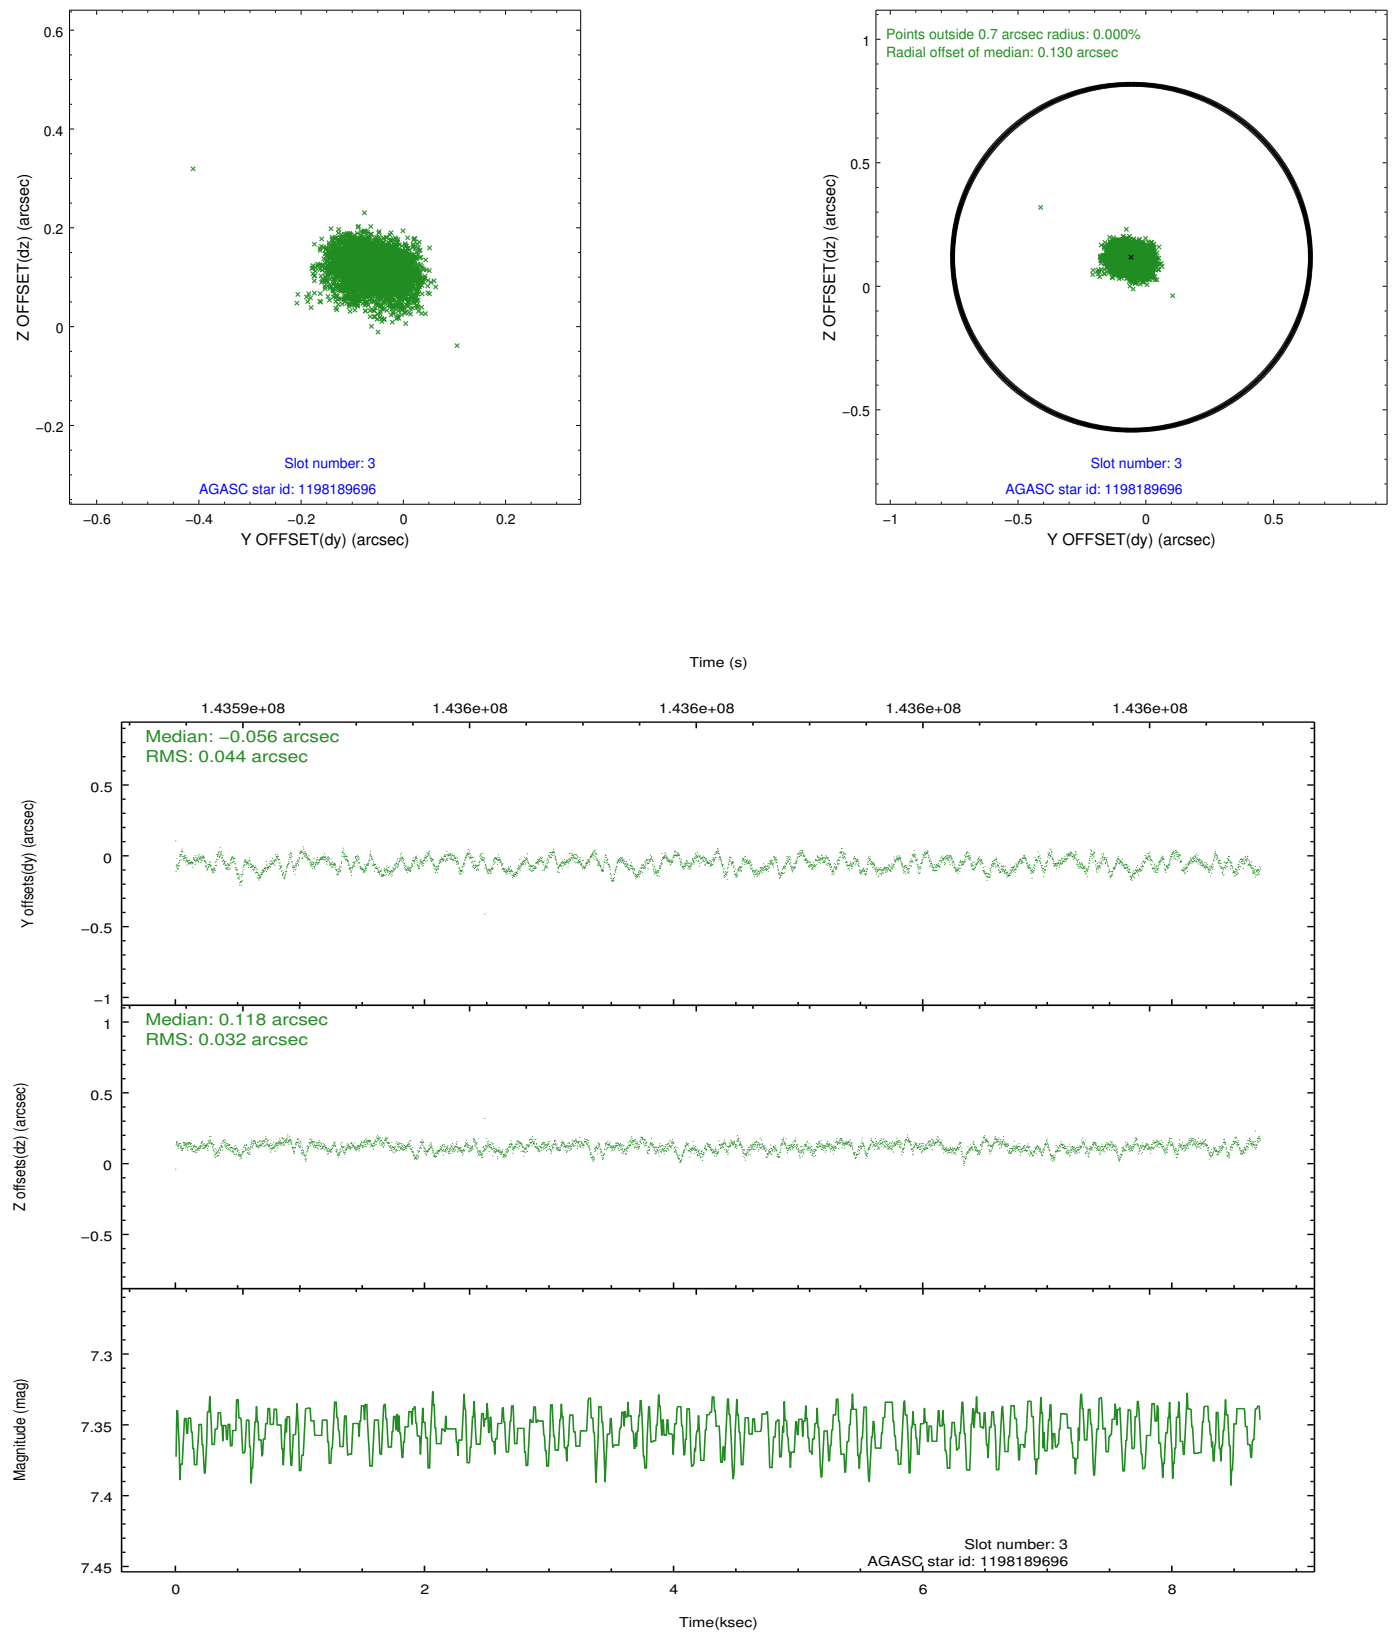 0.6
0.4
0.2
0
−0.2
Z OFFSET(dz) (arcsec)
Slot number: 3
AGASC star id: 1198189696
−0.6
−0.4
−0.2
0
0.2
Y OFFSET(dy) (arcsec)
Points outside 0.7 arcsec radius: 0.000%
Radial offset of median: 0.130 arcsec
1
0.5
0
−0.5
Z OFFSET(dz) (arcsec)
Slot number: 3
AGASC star id: 1198189696
−1
−0.5
0
0.5
Y OFFSET(dy) (arcsec)
Time (s)
1.4359e+08
1.436e+08
1.436e+08
1.436e+08
1.436e+08
Median: −0.056 arcsec
RMS: 0.044 arcsec
0.5
0
−0.5
−1
Y offsets(dy) (arcsec)
Median: 0.118 arcsec
RMS: 0.032 arcsec
1
0.5
0
−0.5
Z offsets(dz) (arcsec)
7.3
7.35
7.4
7.45
Magnitude (mag)
Slot number: 3
AGASC star id: 1198189696
0
2
4
6
8
Time(ksec)